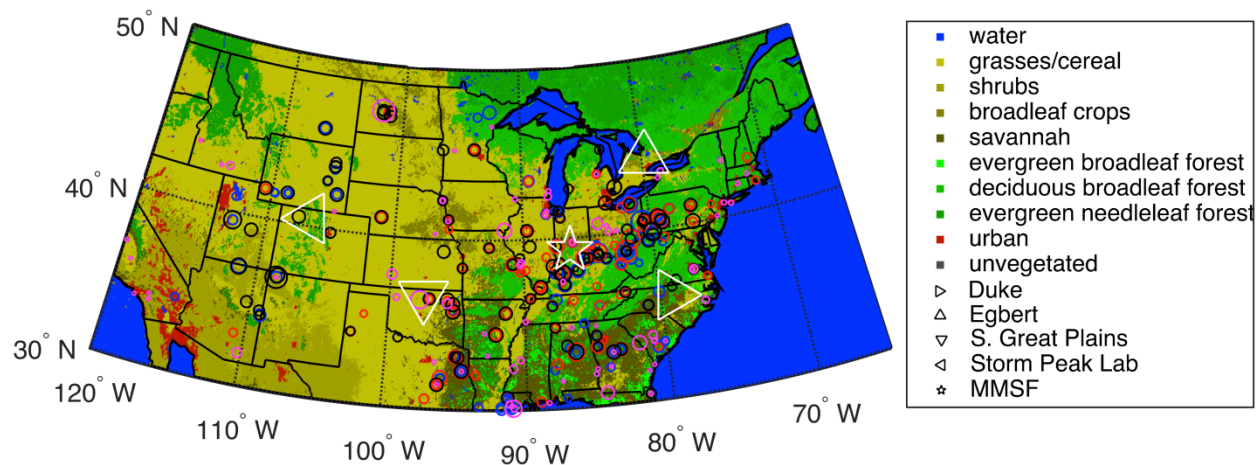 50° N
40° N
30° N
120° W
110° W
100° W
90° W
80° W
70° W
water
grasses/cereal
shrubs
broadleaf crops
savannah
evergreen broadleaf forest
deciduous broadleaf forest
evergreen needleleaf forest
urban
unvegetated
Duke
Egbert
S. Great Plains
Storm Peak Lab
MMSF